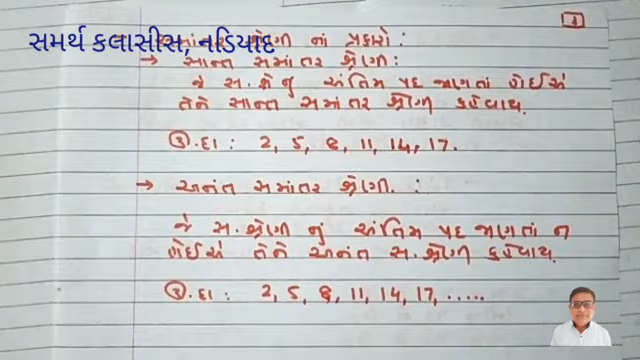 3
સમર્થ કલાસીસ, નડિયાદ
શ્રેણી નાં પ્રકારો :
→ સાન્ત સમાંતર શ્રેણી :
જે સ.શ્રે નુ અંતિમ પદ જાણતાં હોઈએ
તેને સાન્ત સમાંતર શ્રેણી કહેવાય.
ઉ.દા : 2, 5, 8, 11, 14, 17.
→ અનંત સમાંતર શ્રેણી. :
જે સ. શ્રેણી નું અંતિમ પદ જાણતાં ન
હોઈએ તેને અનંત સ. શ્રેણી કહેવાય.
ઉ.દા : 2, 5, 8, 11, 14, 17, .....